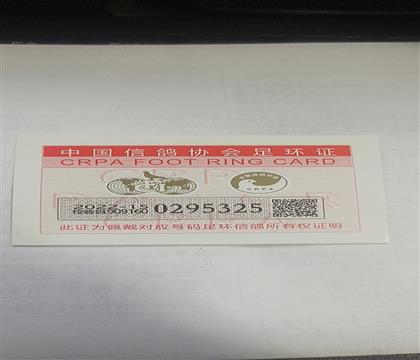 中国信鸽协会足环证
CRPA FOOT RING CARD
CRPA
0295325
此证为佩戴对应号码足环信鸽所有权证明